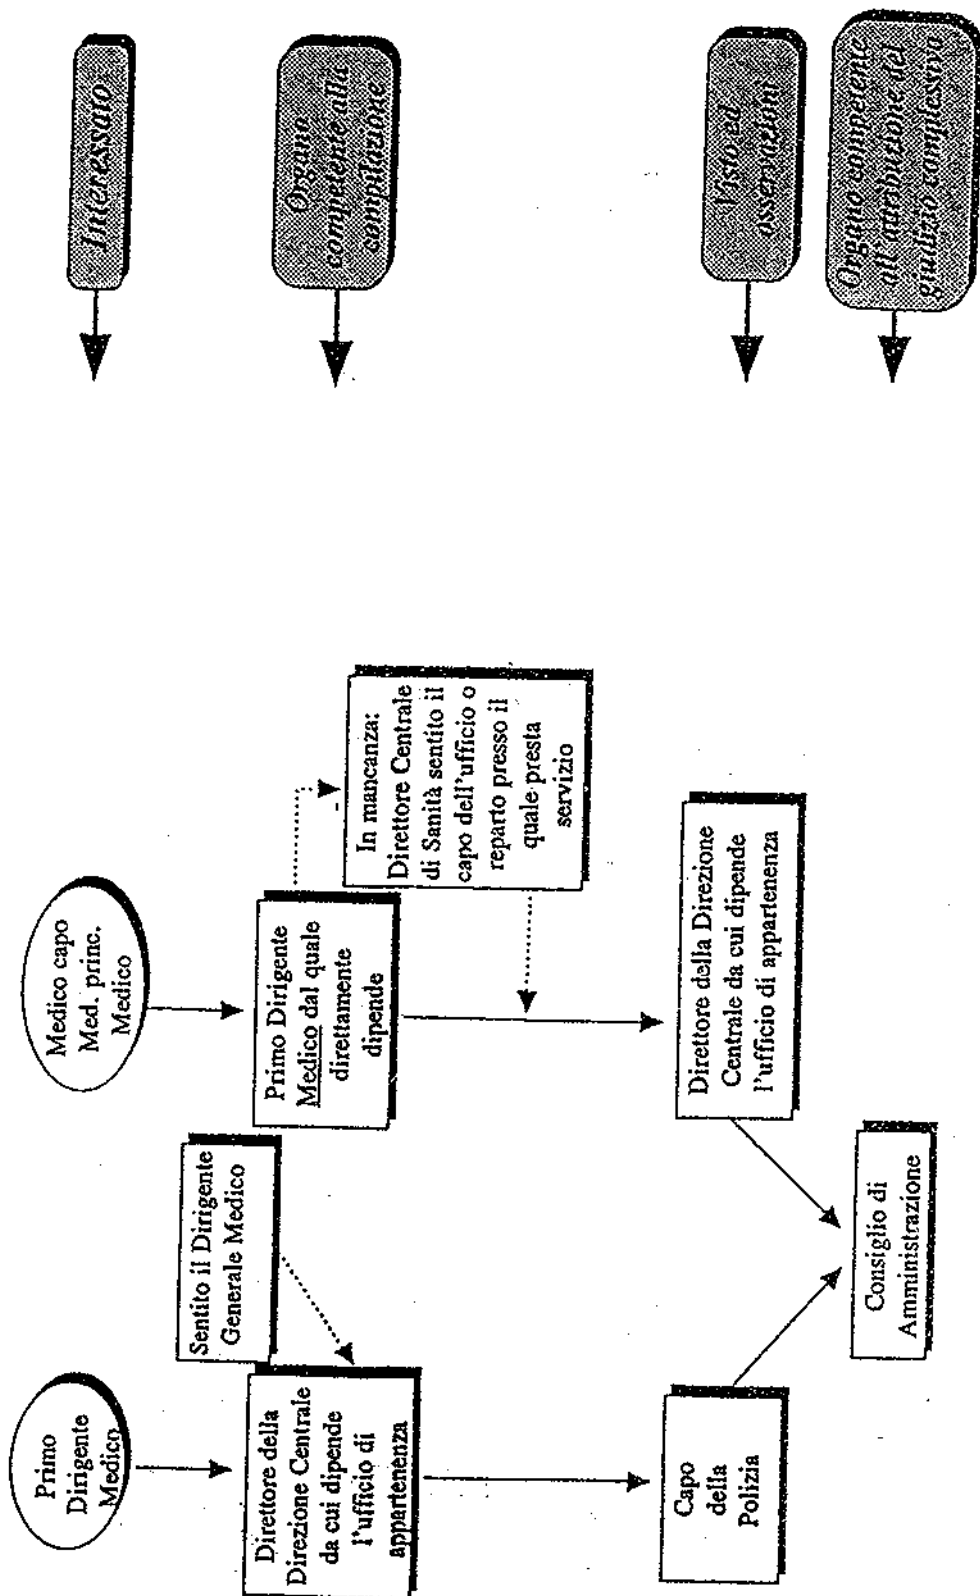 Primo
Dirigente
Medico
Medico capo
Med. princ.
Medico
Interessato
Sentito il Dirigente
Generale Medico
Direttore della
Direzione Centrale
da cui dipende
l'ufficio di
appartenenza
Primo Dirigente
Medico dal quale
direttamente
dipende
In mancanza:
Direttore Centrale
di Sanità sentito il
capo dell'ufficio o
reparto presso il
quale presta
servizio
Organo
competente alla
compilazione
Capo
della
Polizia
Direttore della Direzione
Centrale da cui dipende
l'ufficio di appartenenza
Visto ed
osservazioni
Consiglio di
Amministrazione
Organo competente
all'attribuzione del
giudizio complessivo